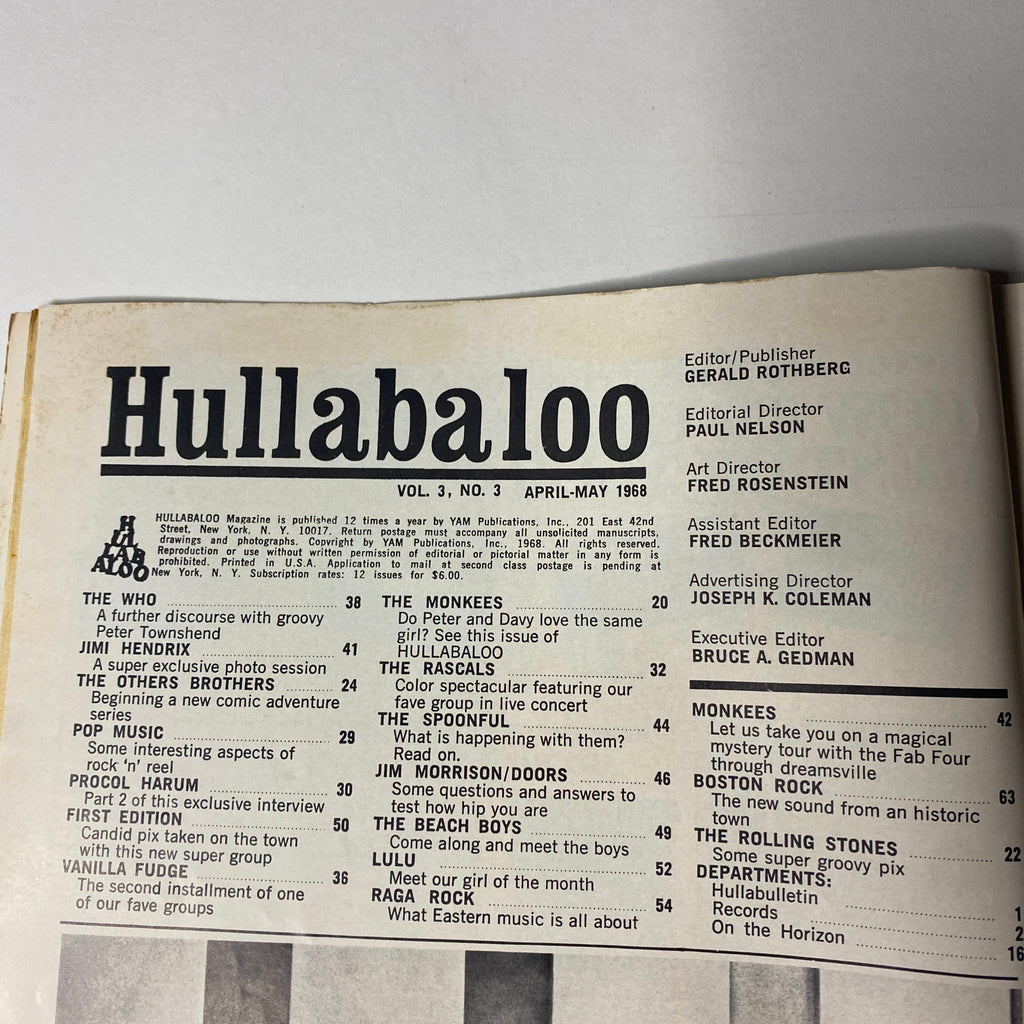 Hullabaloo
VOL. 3, NO. 3 APRIL-MAY 1968
HULLABALOO
HULLABALOO Magazine is published 12 times a year by YAM Publications, Inc., 201 East 42nd
Street, New York, N. Y. 10017. Return postage must accompany all unsolicited manuscripts,
drawings and photographs. Copyright by YAM Publications, Inc., 1968. All rights reserved.
Reproduction or use without written permission of editorial or pictorial matter in any form is
prohibited. Printed in U.S.A. Application to mail at second class postage is pending at
New York, N. Y. Subscription rates: 12 issues for $6.00.
THE WHO 38
A further discourse with groovy
Peter Townshend
JIMI HENDRIX 41
A super exclusive photo session
THE OTHERS BROTHERS 24
Beginning a new comic adventure
series
POP MUSIC 29
Some interesting aspects of
rock 'n' reel
PROCOL HARUM 30
Part 2 of this exclusive interview
FIRST EDITION 50
Candid pix taken on the town
with this new super group
VANILLA FUDGE 36
The second installment of one
of our fave groups
THE MONKEES 20
Do Peter and Davy love the same
girl? See this issue of
HULLABALOO
THE RASCALS 32
Color spectacular featuring our
fave group in live concert
THE SPOONFUL 44
What is happening with them?
Read on.
JIM MORRISON/DOORS 46
Some questions and answers to
test how hip you are
THE BEACH BOYS 49
Come along and meet the boys
LULU 52
Meet our girl of the month
RAGA ROCK 54
What Eastern music is all about
Editor/Publisher
GERALD ROTHBERG
Editorial Director
PAUL NELSON
Art Director
FRED ROSENSTEIN
Assistant Editor
FRED BECKMEIER
Advertising Director
JOSEPH K. COLEMAN
Executive Editor
BRUCE A. GEDMAN
MONKEES 42
Let us take you on a magical
mystery tour with the Fab Four
through dreamsville
BOSTON ROCK 63
The new sound from an historic
town
THE ROLLING STONES 22
Some super groovy pix
DEPARTMENTS:
Hullabulletin 1
Records 2
On the Horizon 16